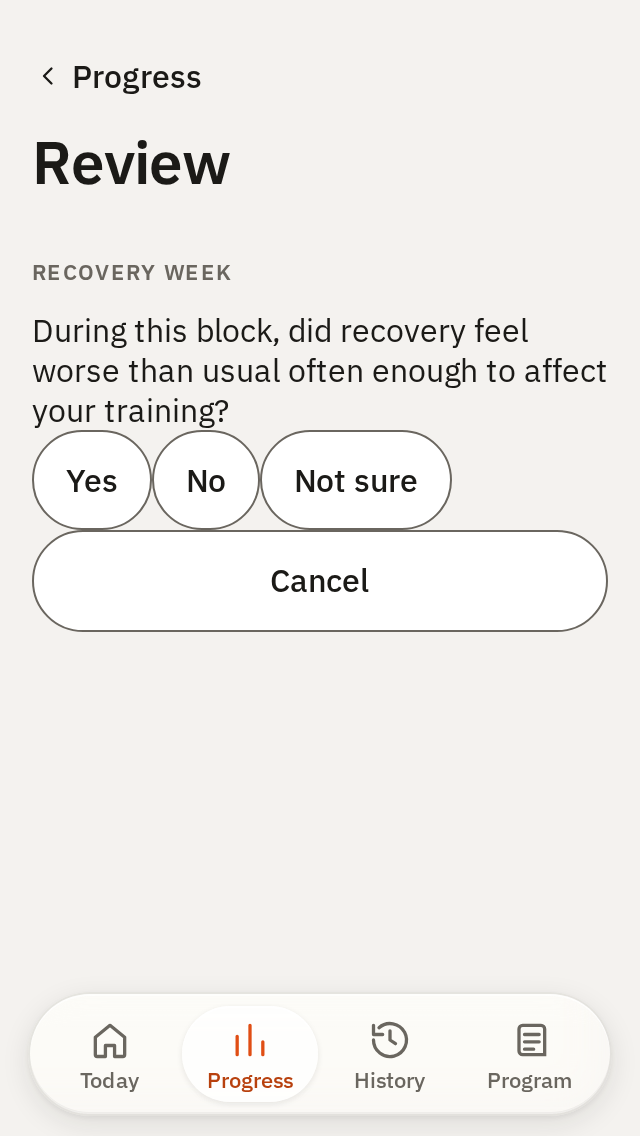 Progress
Review
RECOVERY WEEK
During this block, did recovery feel
worse than usual often enough to affect
your training?
Yes No Not sure
Cancel
Today Progress History Program